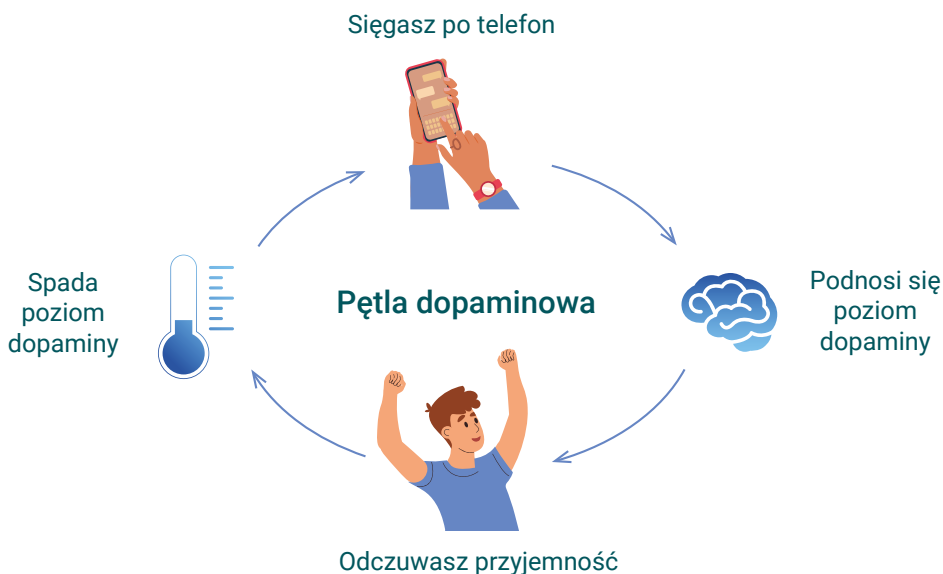 Sięgasz po telefon
Spada
poziom
dopaminy
Pętla dopaminowa
Podnosi się
poziom
dopaminy
Odczuwasz przyjemność